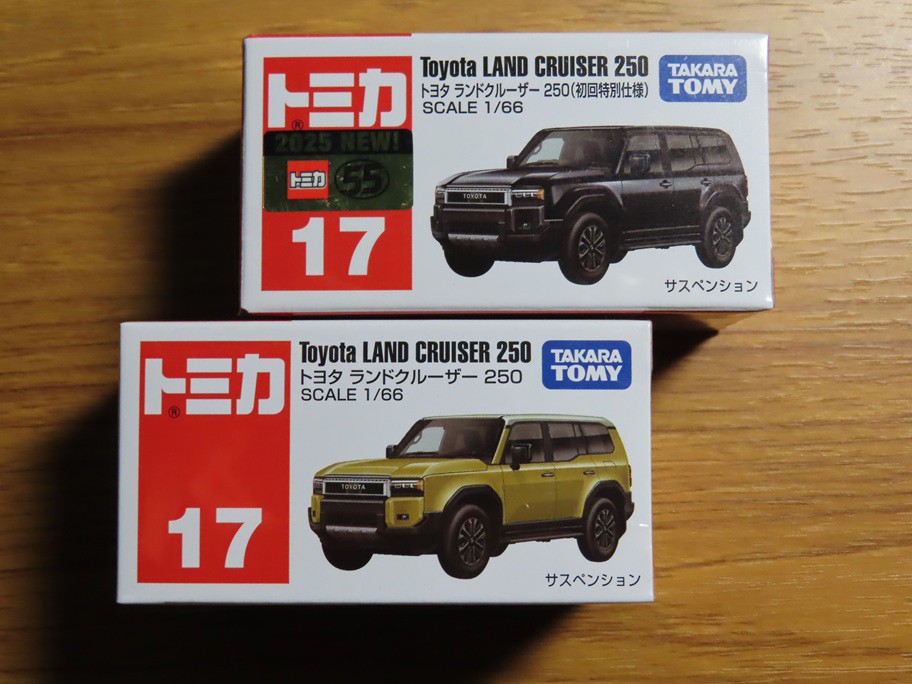 Toyota LAND CRUISER 250
トヨタ ランドクルーザー 250(初回特別仕様)
SCALE 1/66
TAKARA
TOMY
トミカ
®
2025 NEW!
トミカ 55
17
TOYOTA
サスペンション
Toyota LAND CRUISER 250
トヨタ ランドクルーザー 250
SCALE 1/66
TAKARA
TOMY
トミカ
®
17
TOYOTA
サスペンション